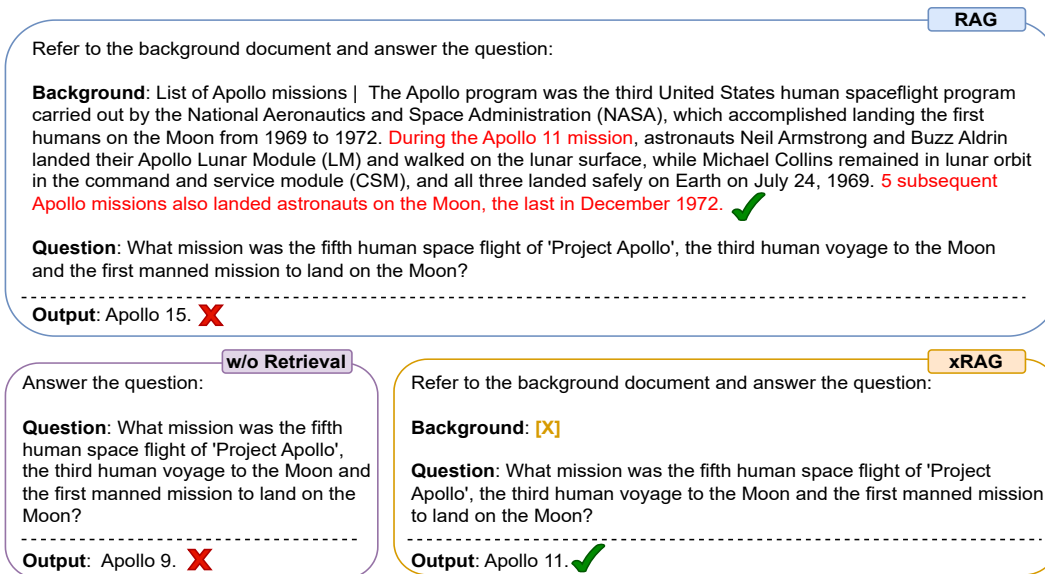 RAG
Refer to the background document and answer the question:
Background: List of Apollo missions | The Apollo program was the third United States human spaceflight program
carried out by the National Aeronautics and Space Administration (NASA), which accomplished landing the first
humans on the Moon from 1969 to 1972. During the Apollo 11 mission, astronauts Neil Armstrong and Buzz Aldrin
landed their Apollo Lunar Module (LM) and walked on the lunar surface, while Michael Collins remained in lunar orbit
in the command and service module (CSM), and all three landed safely on Earth on July 24, 1969. 5 subsequent
Apollo missions also landed astronauts on the Moon, the last in December 1972.
Question: What mission was the fifth human space flight of 'Project Apollo', the third human voyage to the Moon
and the first manned mission to land on the Moon?
Output: Apollo 15.
w/o Retrieval
Answer the question:
Question: What mission was the fifth
human space flight of 'Project Apollo',
the third human voyage to the Moon and
the first manned mission to land on the
Moon?
Output: Apollo 9.
xRAG
Refer to the background document and answer the question:
Background: [X]
Question: What mission was the fifth human space flight of 'Project
Apollo', the third human voyage to the Moon and the first manned mission
to land on the Moon?
Output: Apollo 11.